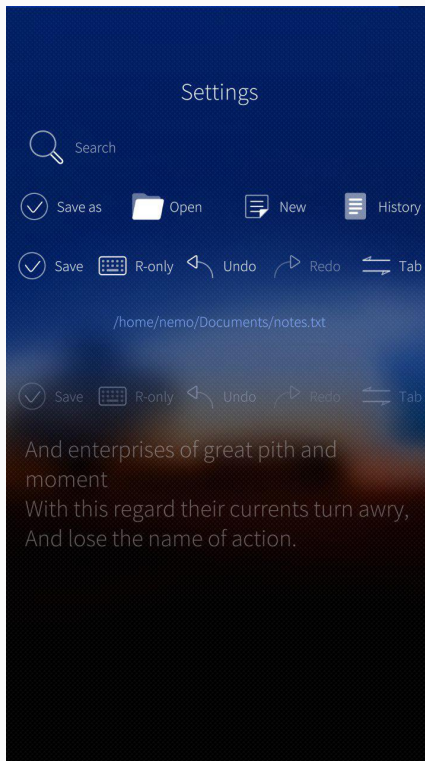 Settings
Search
Save as Open New History
Save R-only Undo Redo Tab
/home/nemo/Documents/notes.txt
Save R-only Undo Redo Tab
And enterprises of great pith and
moment
With this regard their currents turn awry,
And lose the name of action.